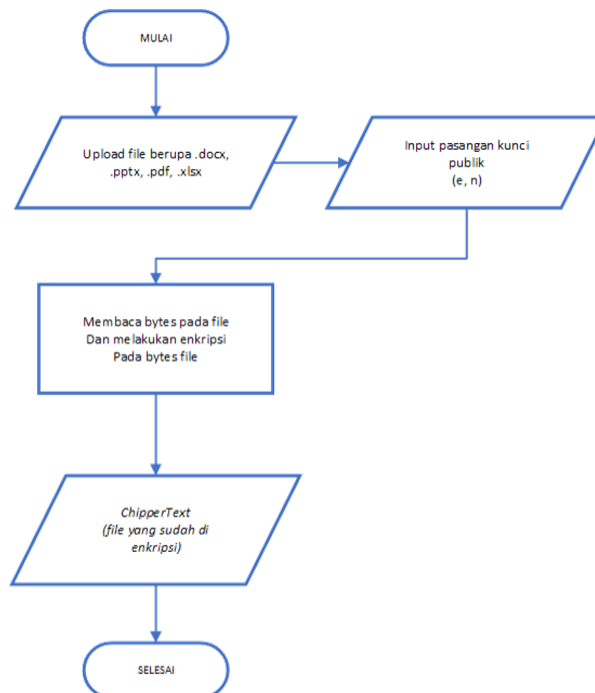 MULAI
Upload file berupa .docx,
.pptx, .pdf, .xlsx
Input pasangan kunci
publik
(e, n)
Membaca bytes pada file
Dan melakukan enkripsi
Pada bytes file
ChipperText
(file yang sudah di
enkripsi)
SELESAI